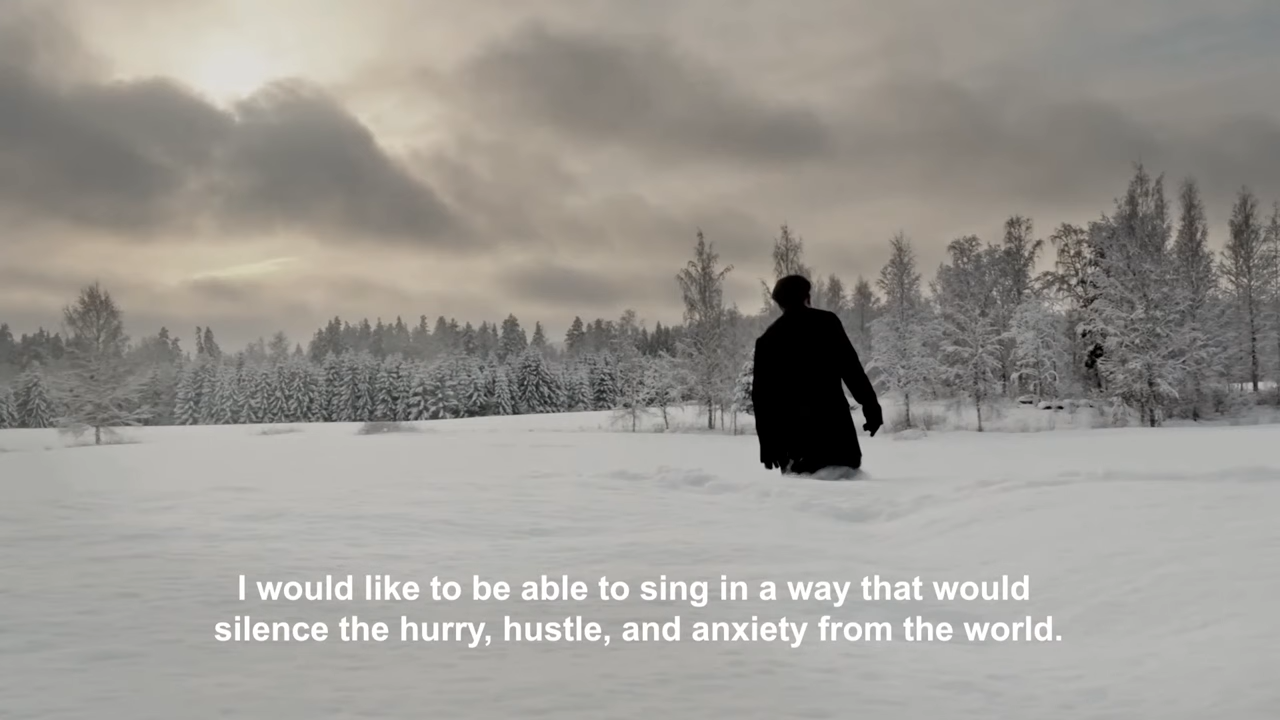 I would like to be able to sing in a way that would
silence the hurry, hustle, and anxiety from the world.